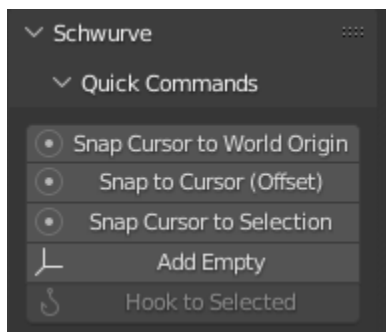 Schwurve
Quick Commands
Snap Cursor to World Origin
Snap to Cursor (Offset)
Snap Cursor to Selection
Add Empty
Hook to Selected